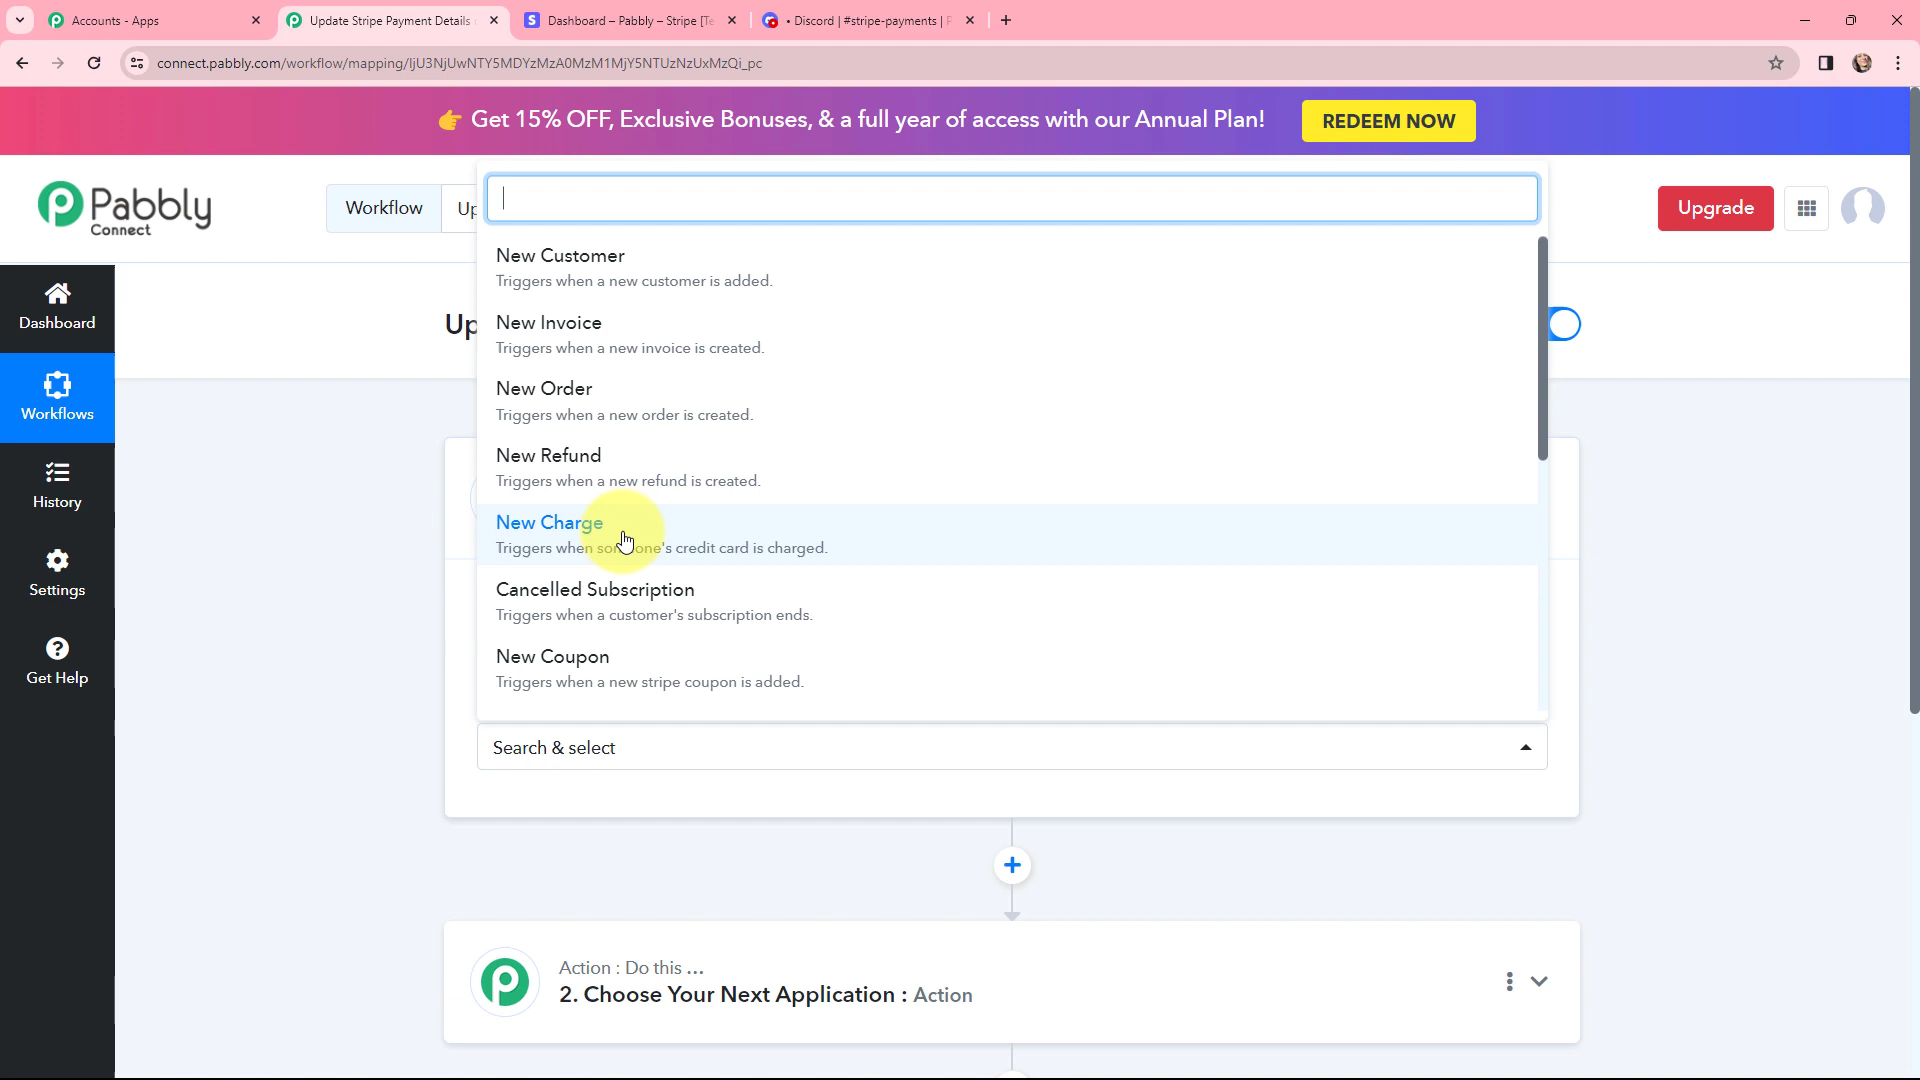 Accounts - Apps
Update Stripe Payment Details
Dashboard – Pabbly – Stripe [Te
• Discord | #stripe-payments |
connect.pabbly.com/workflow/mapping/IjU3NjUwNTY5MDYzMzA0MzM1MjY5NTUzNzUxMzQi_pc
👉 Get 15% OFF, Exclusive Bonuses, & a full year of access with our Annual Plan!
REDEEM NOW
Pabbly
Connect
Workflow
Up
Upgrade
Up
Dashboard
Workflows
History
Settings
Get Help
New Customer
Triggers when a new customer is added.
New Invoice
Triggers when a new invoice is created.
New Order
Triggers when a new order is created.
New Refund
Triggers when a new refund is created.
New Charge
Triggers when someone's credit card is charged.
Cancelled Subscription
Triggers when a customer's subscription ends.
New Coupon
Triggers when a new stripe coupon is added.
Search & select
Action : Do this ...
2. Choose Your Next Application : Action